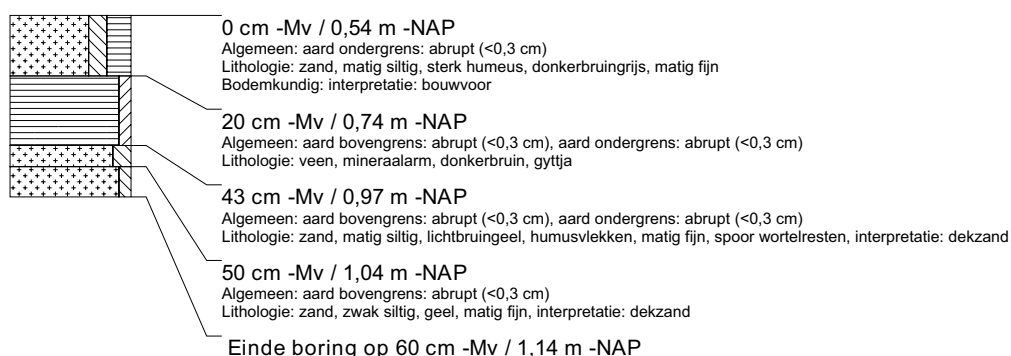 0 cm -Mv / 0,54 m -NAP
Algemeen: aard ondergrens: abrupt (<0,3 cm)
Lithologie: zand, matig siltig, sterk humeus, donkerbruingrijs, matig fijn
Bodemkundig: interpretatie: bouwvoor
20 cm -Mv / 0,74 m -NAP
Algemeen: aard bovengrens: abrupt (<0,3 cm), aard ondergrens: abrupt (<0,3 cm)
Lithologie: veen, mineraalarm, donkerbruin, gyttja
43 cm -Mv / 0,97 m -NAP
Algemeen: aard bovengrens: abrupt (<0,3 cm), aard ondergrens: abrupt (<0,3 cm)
Lithologie: zand, matig siltig, lichtbruingeel, humusvlekken, matig fijn, spoor wortelresten, interpretatie: dekzand
50 cm -Mv / 1,04 m -NAP
Algemeen: aard bovengrens: abrupt (<0,3 cm)
Lithologie: zand, zwak siltig, geel, matig fijn, interpretatie: dekzand
Einde boring op 60 cm -Mv / 1,14 m -NAP